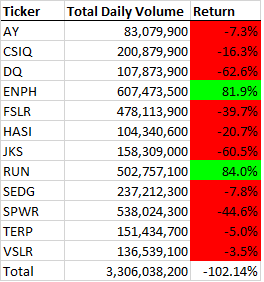 Ticker Total Daily Volume Return
AY 83,079,900 -7.3%
CSIQ 200,879,900 -16.3%
DQ 107,873,900 -62.6%
ENPH 607,473,500 81.9%
FSLR 478,113,900 -39.7%
HASI 104,340,600 -20.7%
JKS 158,309,000 -60.5%
RUN 502,757,100 84.0%
SEDG 237,212,300 -7.8%
SPWR 538,024,300 -44.6%
TERP 151,434,700 -5.0%
VSLR 136,539,100 -3.5%
Total 3,306,038,200 -102.14%